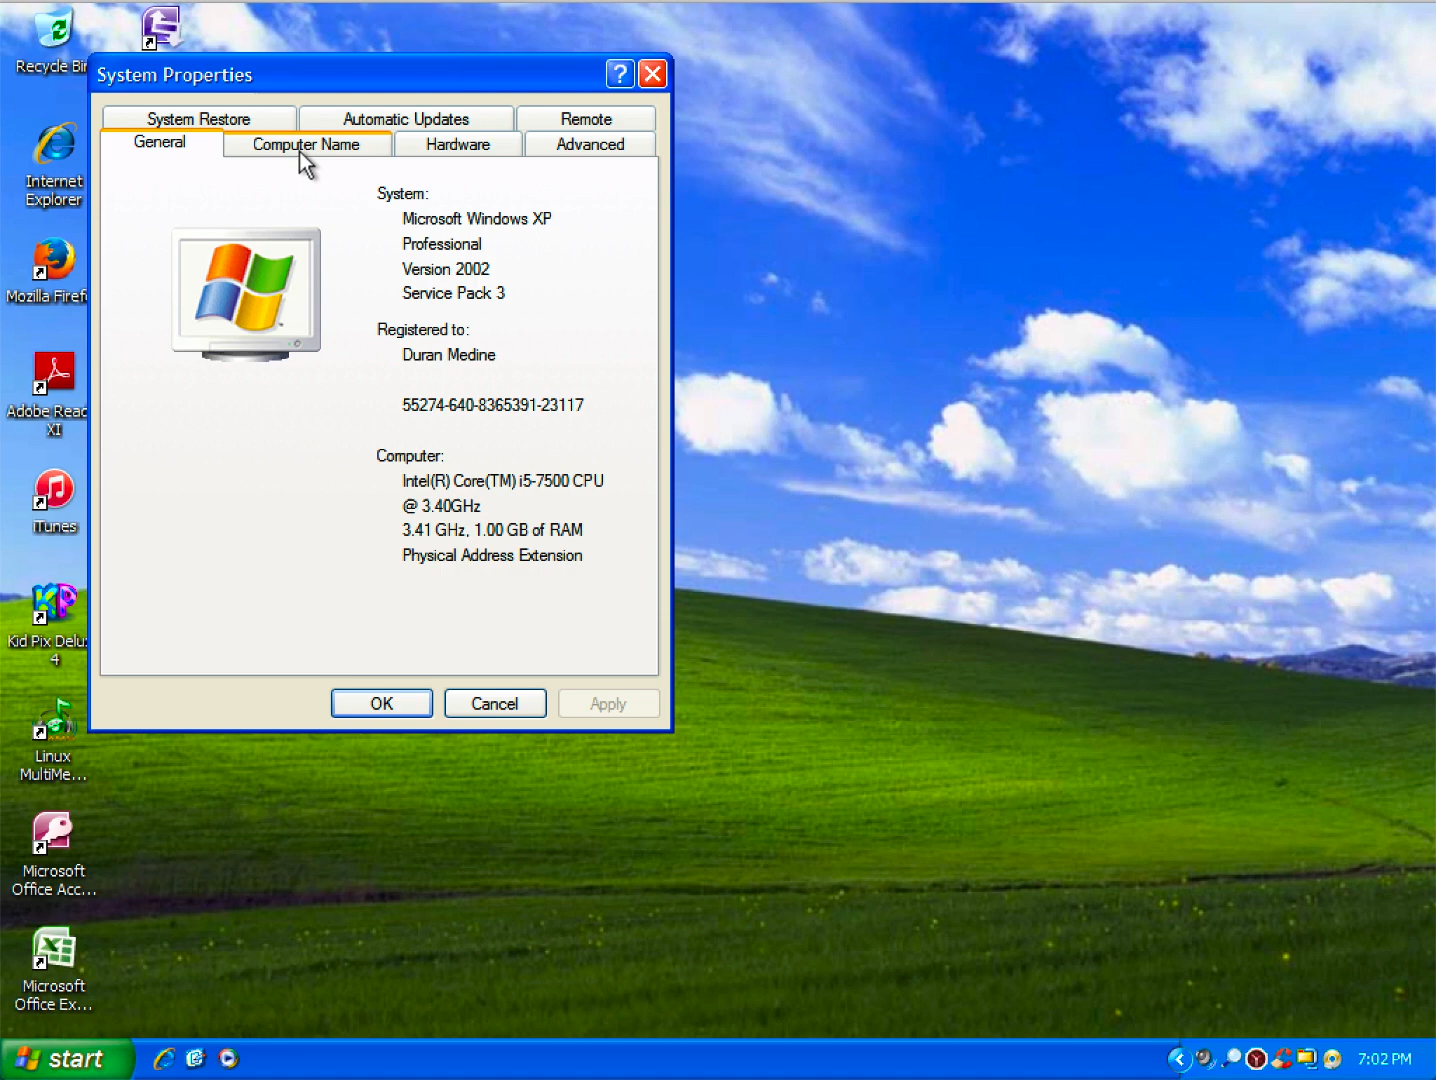 Recycle Bin
System Properties
?
System Restore
Automatic Updates
Remote
General
Computer Name
Hardware
Advanced
System:
Microsoft Windows XP
Professional
Version 2002
Service Pack 3
Registered to:
Duran Medine
55274-640-8365391-23117
Computer:
Intel(R) Core(TM) i5-7500 CPU
@ 3.40GHz
3.41 GHz, 1.00 GB of RAM
Physical Address Extension
OK
Cancel
Apply
Internet
Explorer
Mozilla Firef
Adobe Read
XI
iTunes
KP
Kid Pix Delu
4
Linux
MultiMe...
Microsoft
Office Acc...
Microsoft
Office Ex...
start
7:02 PM